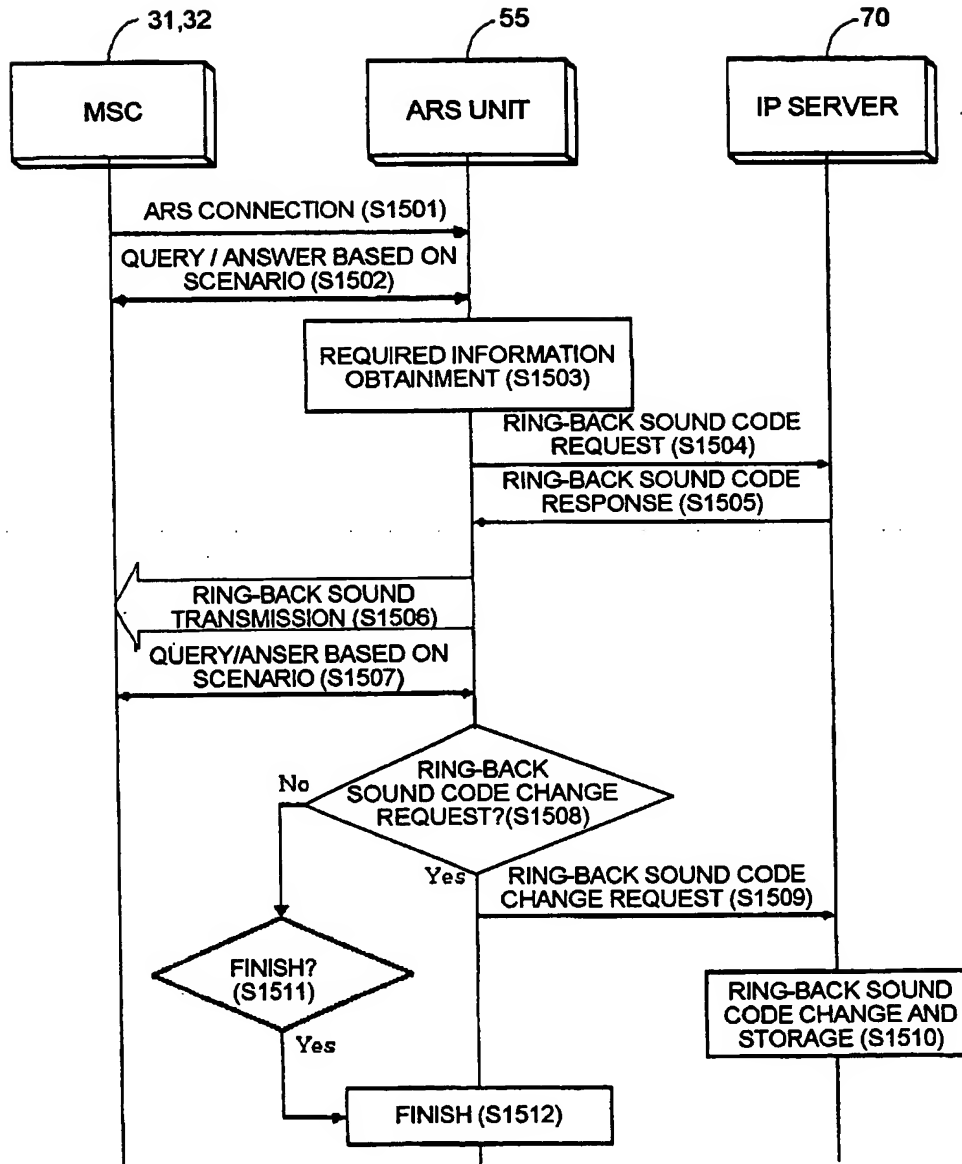 31,32
55
70
MSC
ARS UNIT
IP SERVER
ARS CONNECTION (S1501)
QUERY / ANSWER BASED ON
SCENARIO (S1502)
REQUIRED INFORMATION
OBTAINMENT (S1503)
RING-BACK SOUND CODE
REQUEST (S1504)
RING-BACK SOUND CODE
RESPONSE (S1505)
RING-BACK SOUND
TRANSMISSION (S1506)
QUERY/ANSER BASED ON
SCENARIO (S1507)
RING-BACK
SOUND CODE CHANGE
REQUEST?(S1508)
No
Yes
RING-BACK SOUND CODE
CHANGE REQUEST (S1509)
FINISH?
(S1511)
Yes
RING-BACK SOUND
CODE CHANGE AND
STORAGE (S1510)
FINISH (S1512)